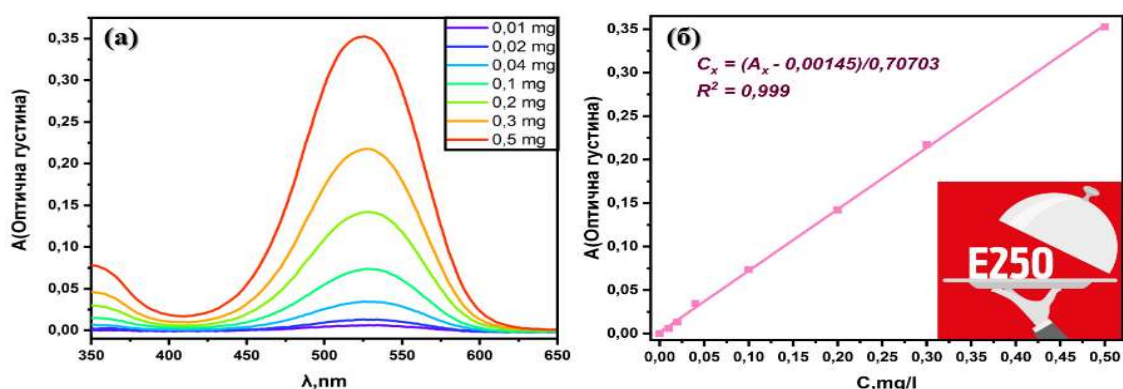 (а)
0,01 mg
0,02 mg
0,04 mg
0,1 mg
0,2 mg
0,3 mg
0,5 mg
А(Оптична густина)
0,35
0,30
0,25
0,20
0,15
0,10
0,05
0,00
350 400 450 500 550 600 650
λ,nm
(б)
Cₓ = (Aₓ - 0,00145)/0,70703
R² = 0,999
А(Оптична густина)
0,35
0,30
0,25
0,20
0,15
0,10
0,05
0,00
0,00 0,05 0,10 0,15 0,20 0,25 0,30 0,35 0,40 0,45 0,50
C,mg/l
E250